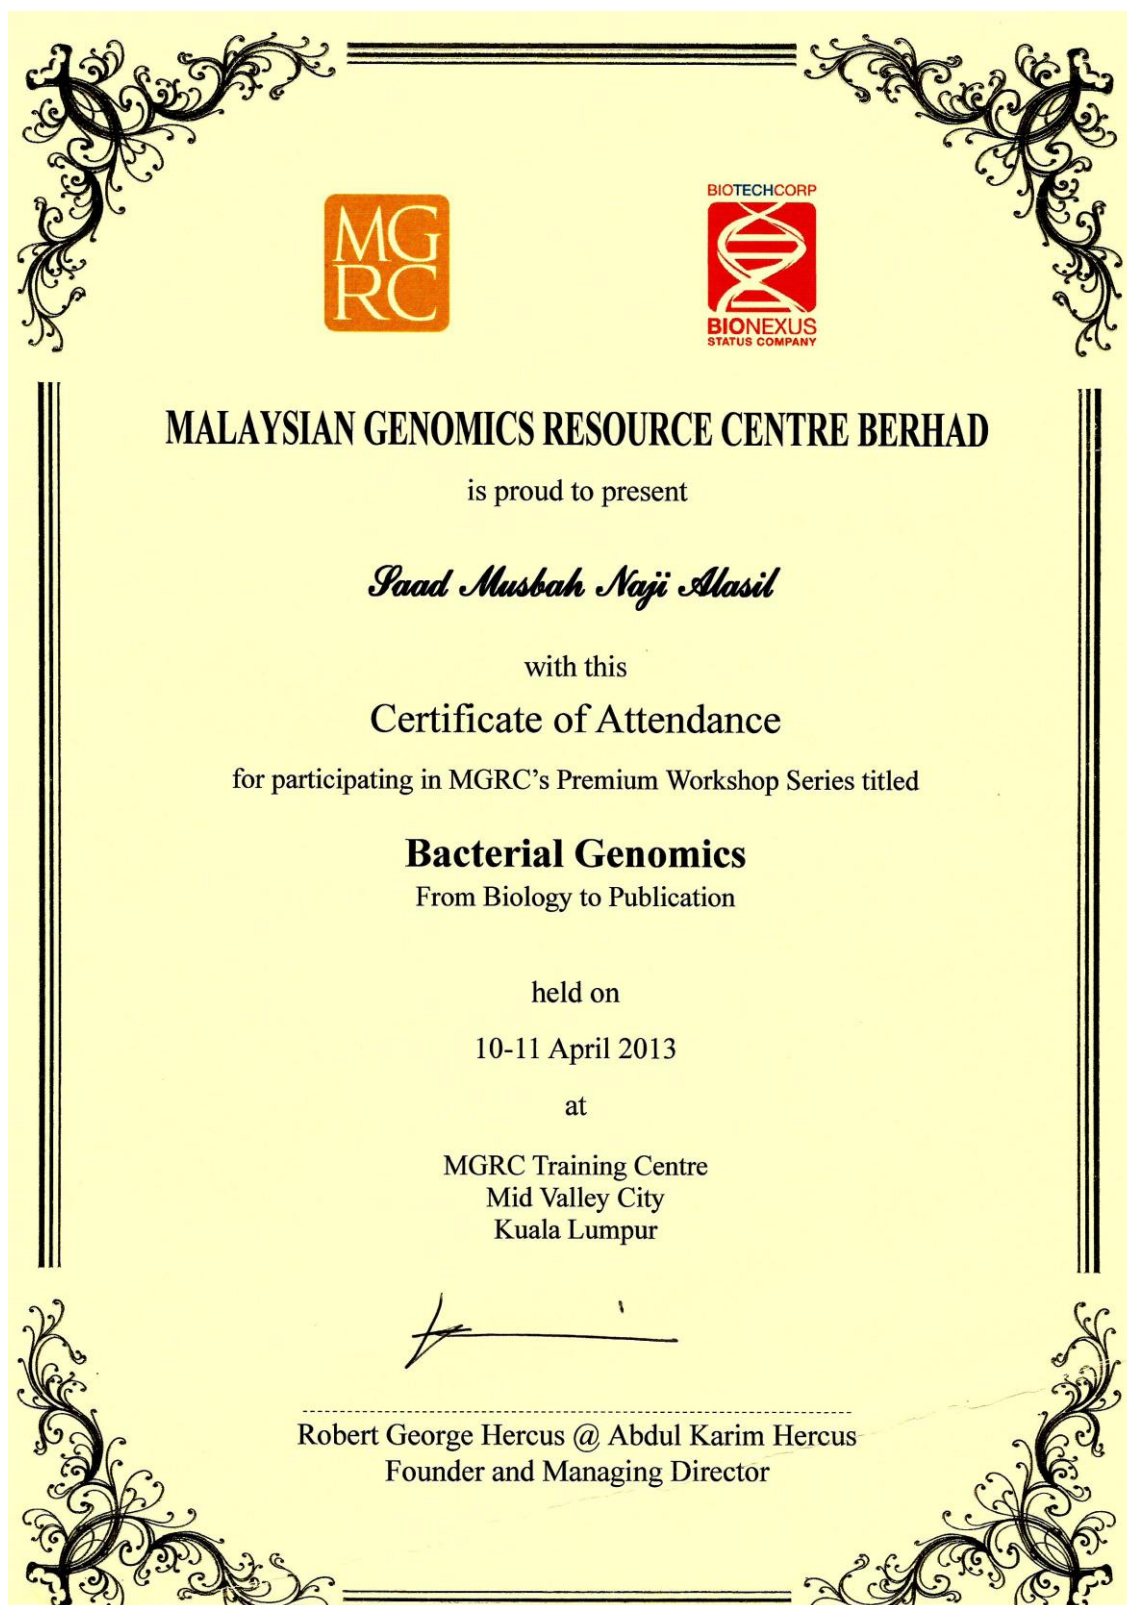 MG
RC
BIOTECHCORP
BIONEXUS
STATUS COMPANY
MALAYSIAN GENOMICS RESOURCE CENTRE BERHAD
is proud to present
Saad Musbah Naji Alasil
with this
Certificate of Attendance
for participating in MGRC's Premium Workshop Series titled
Bacterial Genomics
From Biology to Publication
held on
10-11 April 2013
at
MGRC Training Centre
Mid Valley City
Kuala Lumpur
Robert George Hercus @ Abdul Karim Hercus
Founder and Managing Director